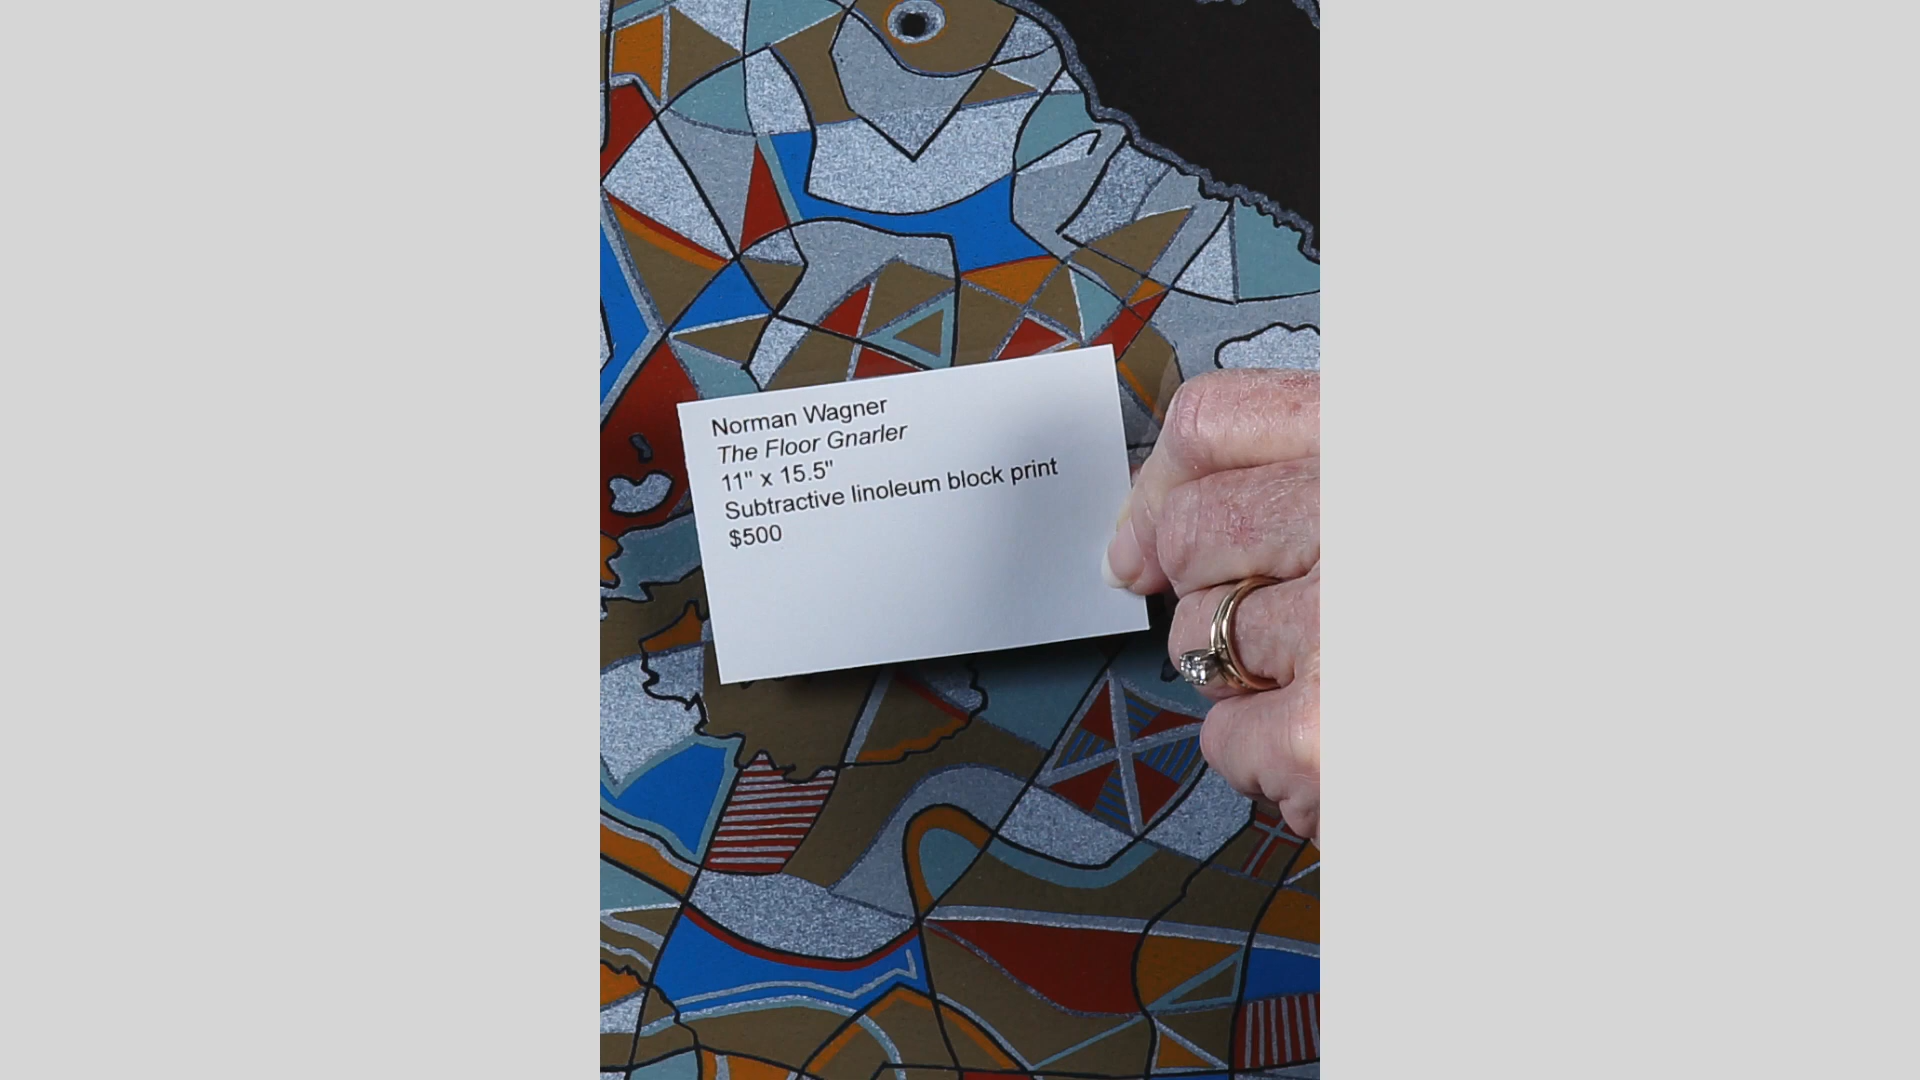 Norman Wagner
The Floor Gnarler
11" x 15.5"
Subtractive linoleum block print
$500